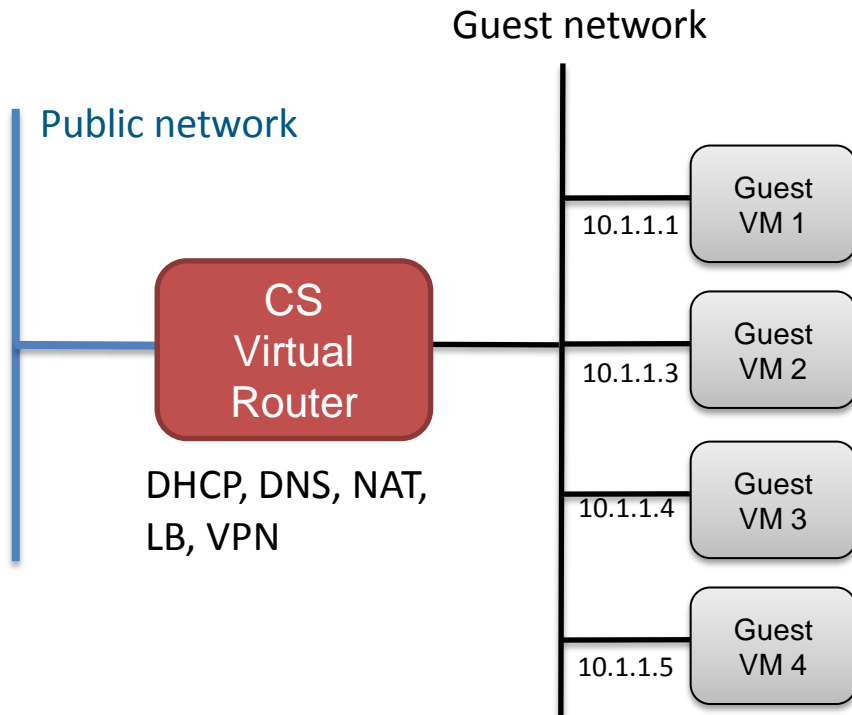 Guest network
Public network
CS
Virtual
Router
DHCP, DNS, NAT,
LB, VPN
10.1.1.1
Guest
VM 1
10.1.1.3
Guest
VM 2
10.1.1.4
Guest
VM 3
10.1.1.5
Guest
VM 4